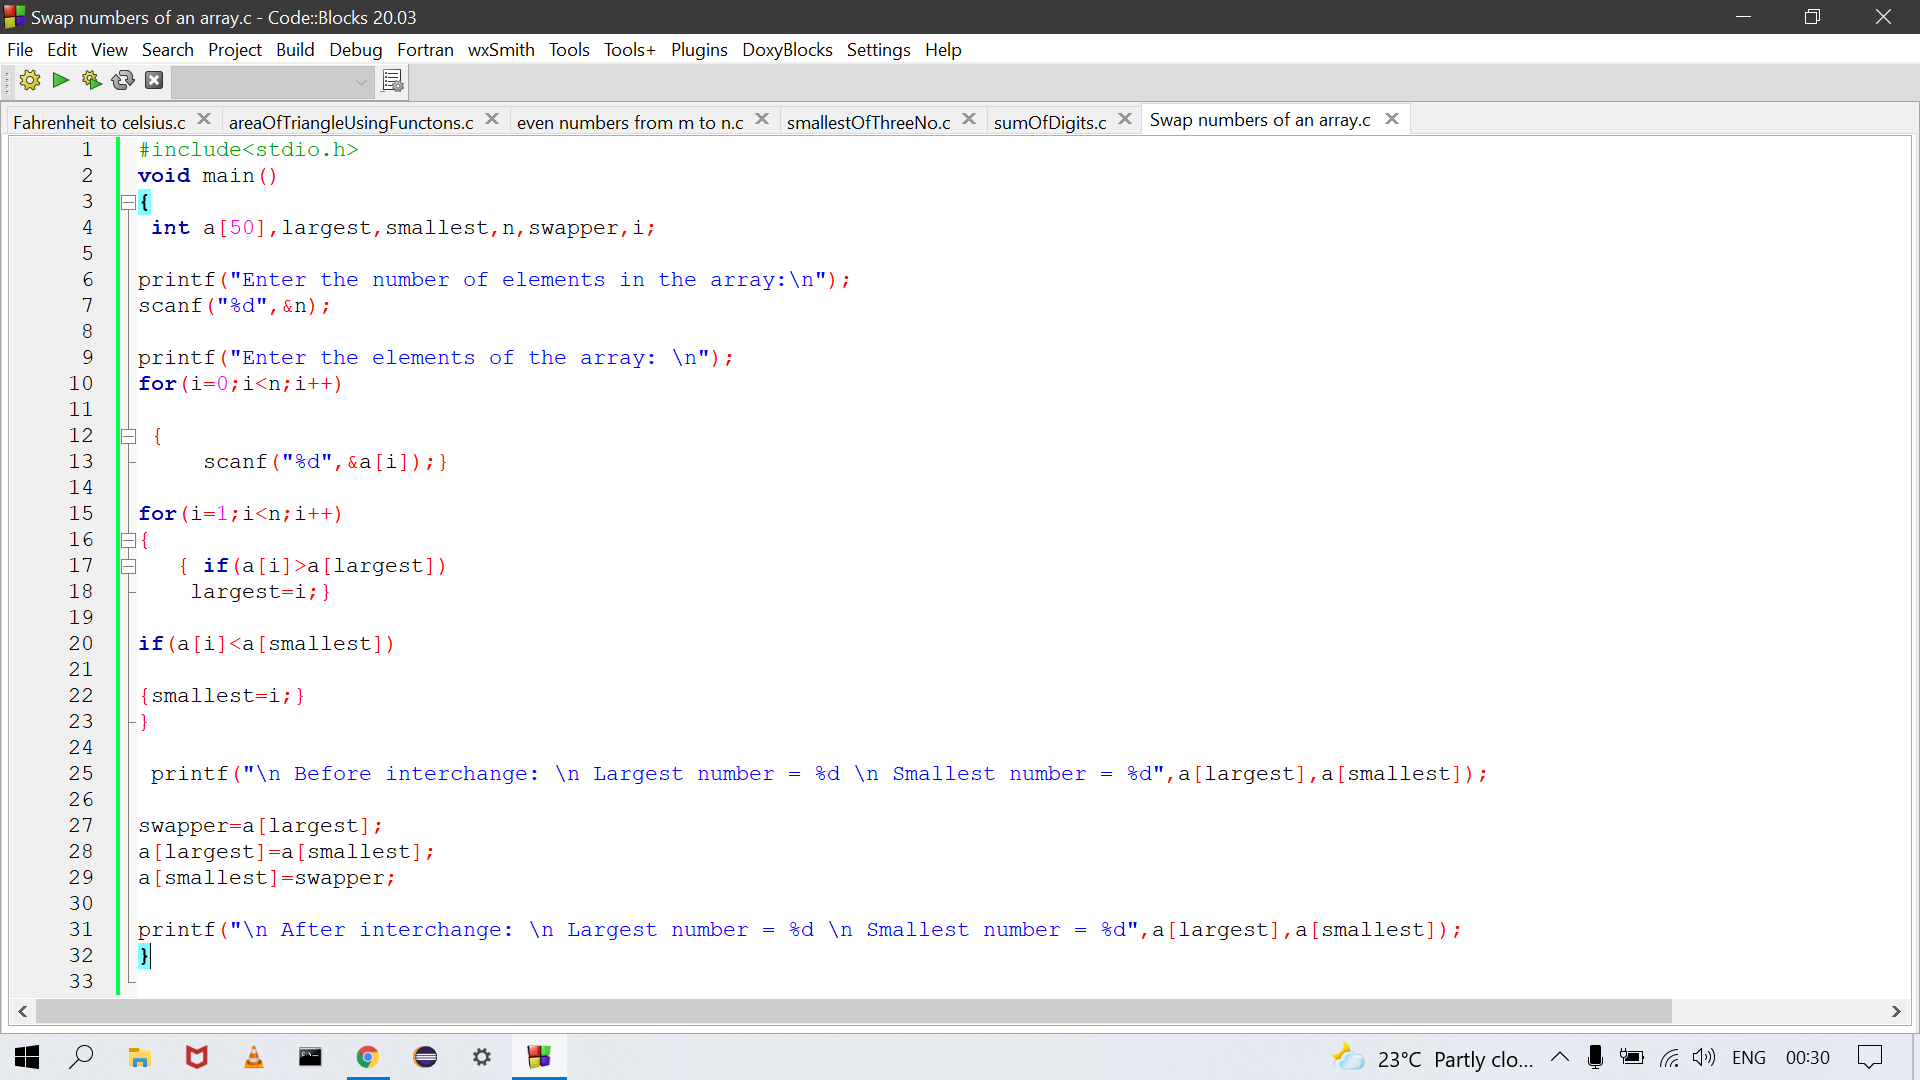 Swap numbers of an array.c - Code::Blocks 20.03
File Edit View Search Project Build Debug Fortran wxSmith Tools Tools+ Plugins DoxyBlocks Settings Help
Fahrenheit to celsius.c areaOfTriangleUsingFunctons.c even numbers from m to n.c smallestOfThreeNo.c sumOfDigits.c Swap numbers of an array.c
1 #include<stdio.h>
2 void main()
3 {
4 int a[50],largest,smallest,n,swapper,i;
5
6 printf("Enter the number of elements in the array:\n");
7 scanf("%d",&n);
8
9 printf("Enter the elements of the array: \n");
10 for(i=0;i<n;i++)
11
12 {
13 scanf("%d",&a[i]);}
14
15 for(i=1;i<n;i++)
16 {
17 { if(a[i]>a[largest])
18 largest=i;}
19
20 if(a[i]<a[smallest])
21
22 {smallest=i;}
23 }
24
25 printf("\n Before interchange: \n Largest number = %d \n Smallest number = %d",a[largest],a[smallest]);
26
27 swapper=a[largest];
28 a[largest]=a[smallest];
29 a[smallest]=swapper;
30
31 printf("\n After interchange: \n Largest number = %d \n Smallest number = %d",a[largest],a[smallest]);
32 }
33
23°C Partly clo... ENG 00:30